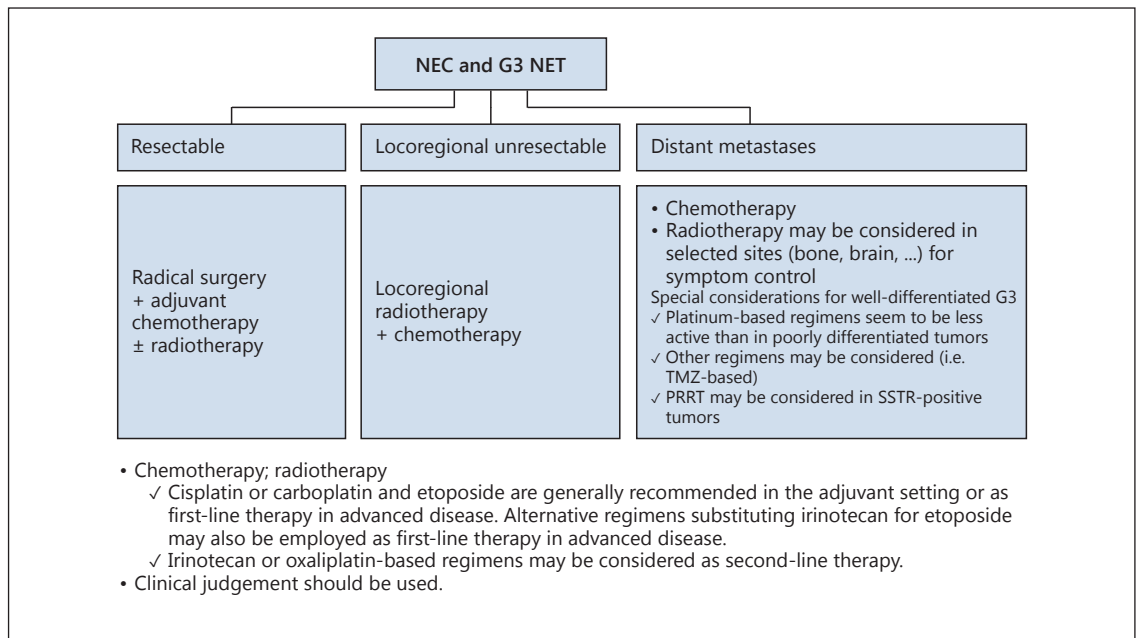 NEC and G3 NET
Resectable
Locoregional unresectable
Distant metastases
Radical surgery
+ adjuvant
chemotherapy
± radiotherapy
Locoregional
radiotherapy
+ chemotherapy
• Chemotherapy
• Radiotherapy may be considered in
selected sites (bone, brain, ...) for
symptom control
Special considerations for well-differentiated G3
✓ Platinum-based regimens seem to be less
active than in poorly differentiated tumors
✓ Other regimens may be considered (i.e.
TMZ-based)
✓ PRRT may be considered in SSTR-positive
tumors
• Chemotherapy; radiotherapy
✓ Cisplatin or carboplatin and etoposide are generally recommended in the adjuvant setting or as
first-line therapy in advanced disease. Alternative regimens substituting irinotecan for etoposide
may also be employed as first-line therapy in advanced disease.
✓ Irinotecan or oxaliplatin-based regimens may be considered as second-line therapy.
• Clinical judgement should be used.